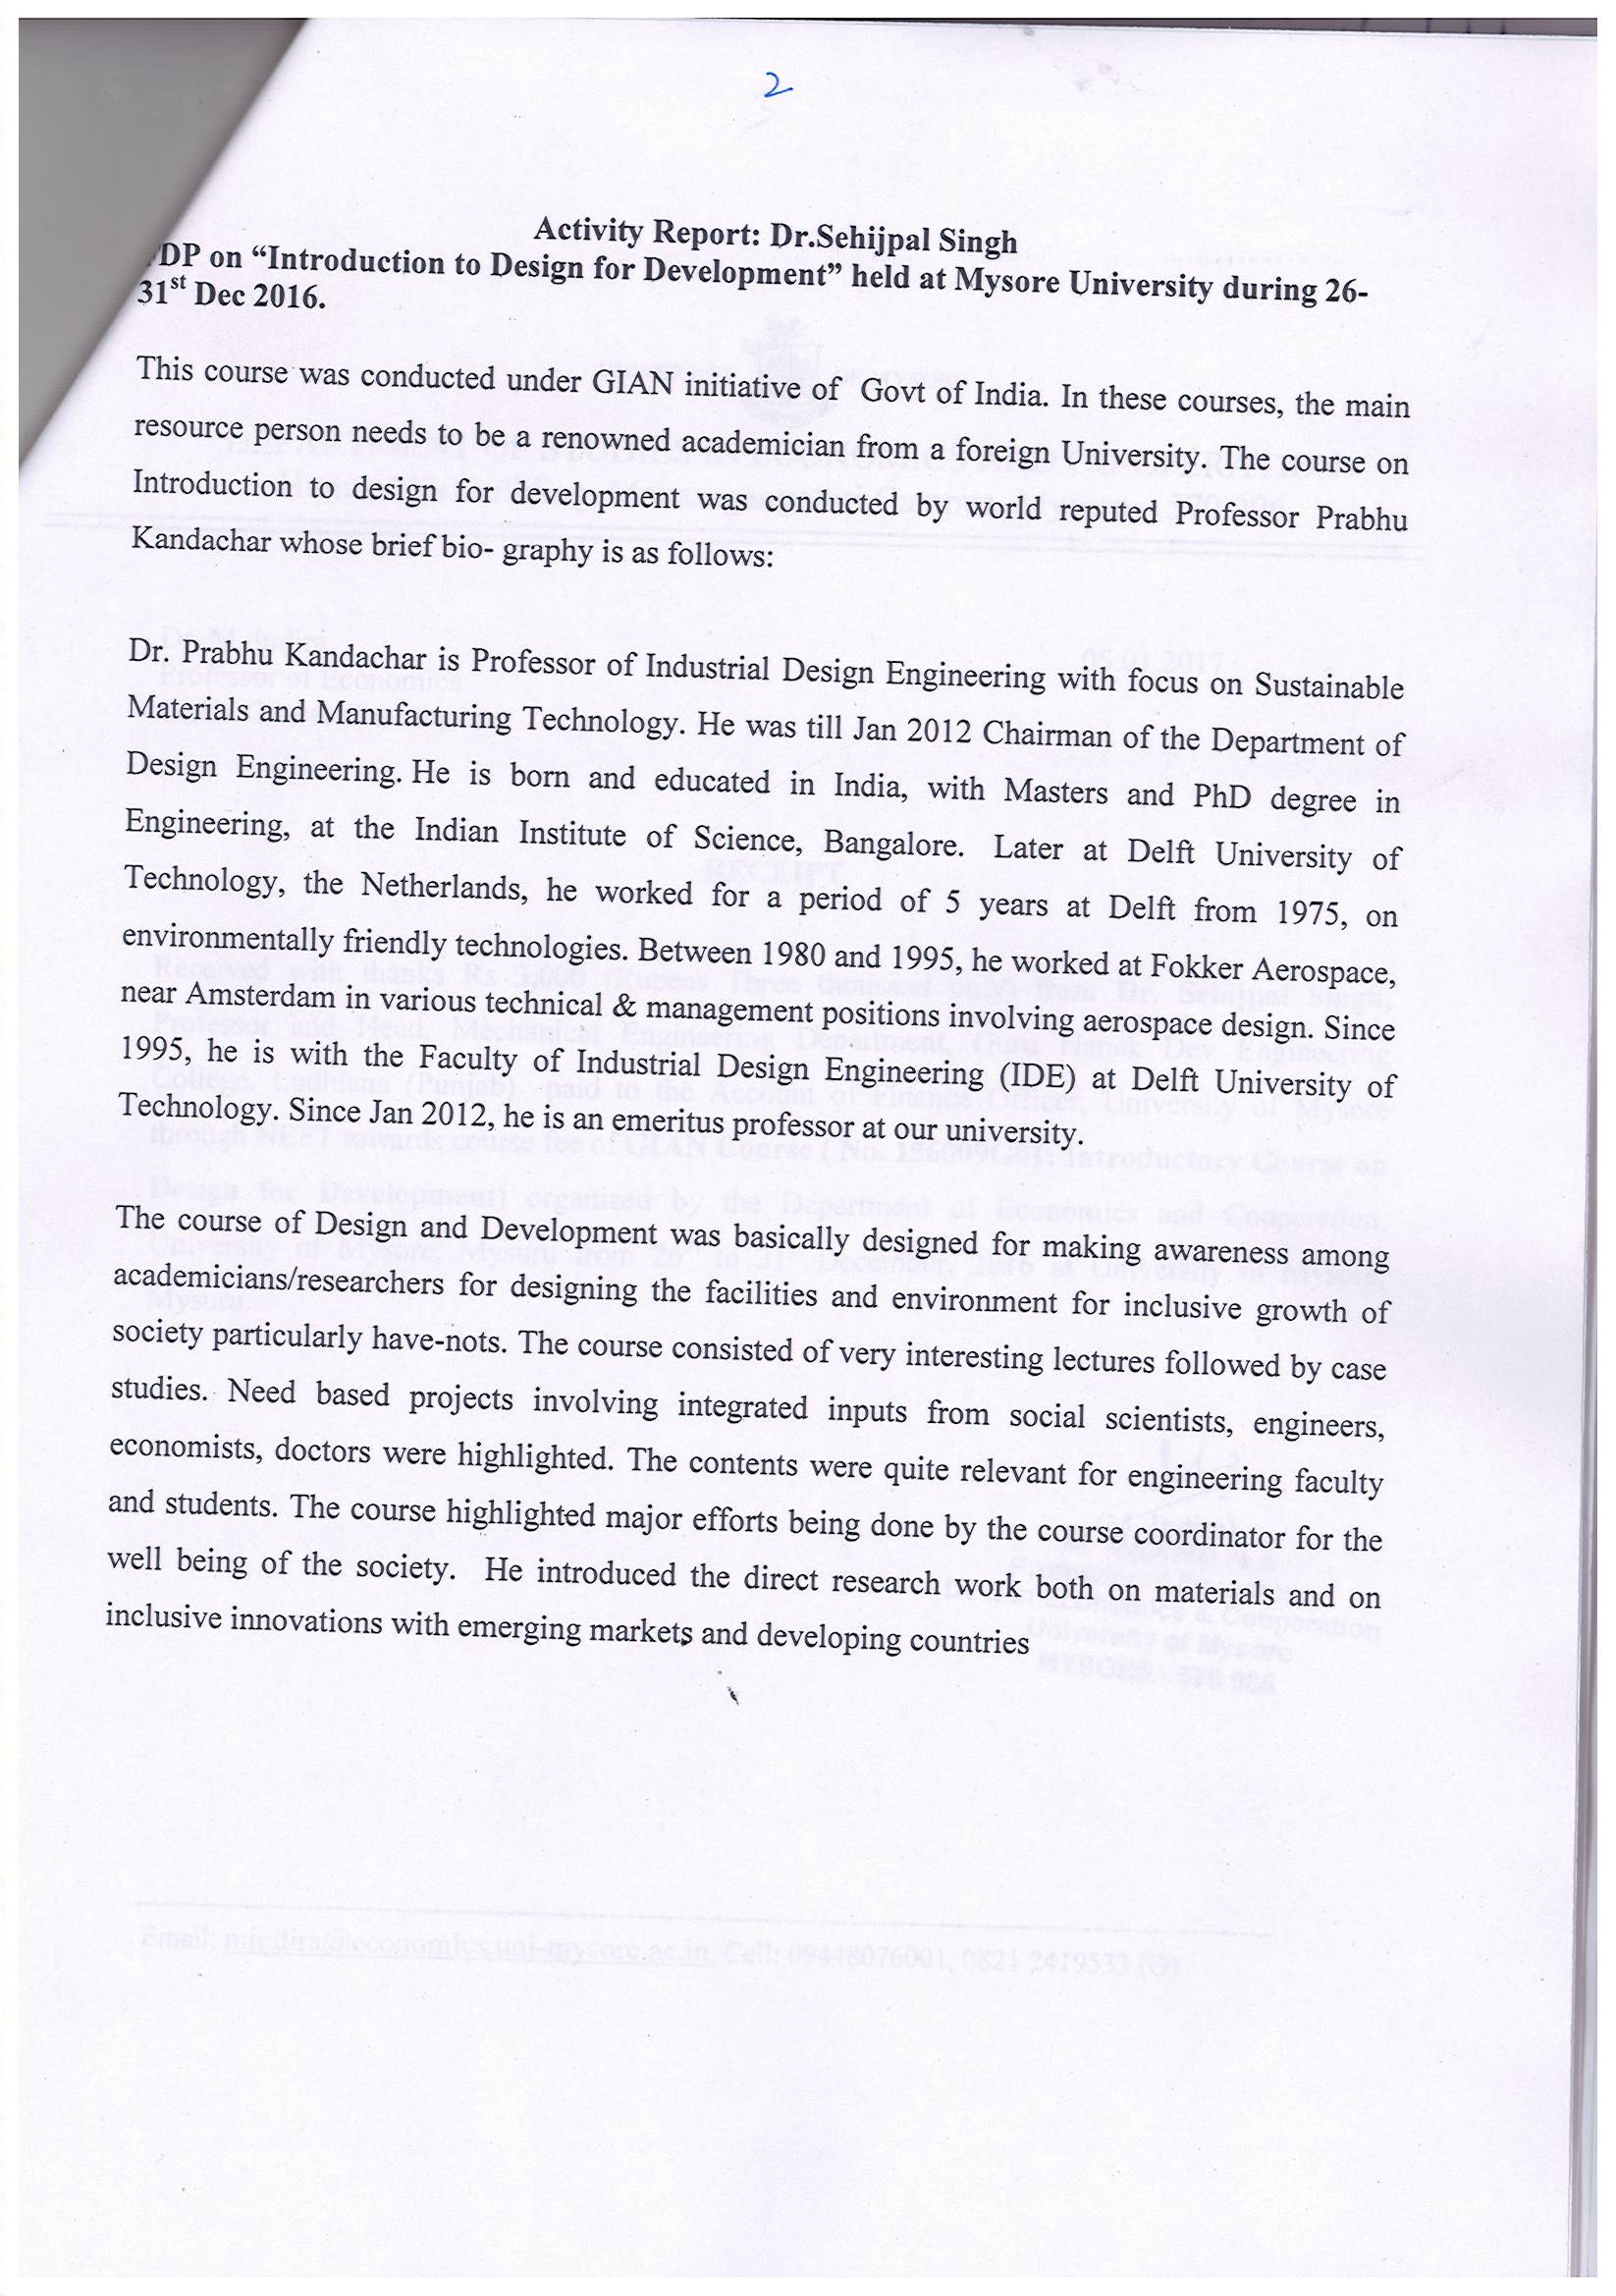 2
Activity Report: Dr.Sehijpal Singh
DP on “Introduction to Design for Development” held at Mysore University during 26-
31st Dec 2016.
This course was conducted under GIAN initiative of Govt of India. In these courses, the main
resource person needs to be a renowned academician from a foreign University. The course on
Introduction to design for development was conducted by world reputed Professor Prabhu
Kandachar whose brief bio- graphy is as follows:
Dr. Prabhu Kandachar is Professor of Industrial Design Engineering with focus on Sustainable
Materials and Manufacturing Technology. He was till Jan 2012 Chairman of the Department of
Design Engineering. He is born and educated in India, with Masters and PhD degree in
Engineering, at the Indian Institute of Science, Bangalore. Later at Delft University of
Technology, the Netherlands, he worked for a period of 5 years at Delft from 1975, on
environmentally friendly technologies. Between 1980 and 1995, he worked at Fokker Aerospace,
near Amsterdam in various technical & management positions involving aerospace design. Since
1995, he is with the Faculty of Industrial Design Engineering (IDE) at Delft University of
Technology. Since Jan 2012, he is an emeritus professor at our university.
The course of Design and Development was basically designed for making awareness among
academicians/researchers for designing the facilities and environment for inclusive growth of
society particularly have-nots. The course consisted of very interesting lectures followed by case
studies. Need based projects involving integrated inputs from social scientists, engineers,
economists, doctors were highlighted. The contents were quite relevant for engineering faculty
and students. The course highlighted major efforts being done by the course coordinator for the
well being of the society. He introduced the direct research work both on materials and on
inclusive innovations with emerging markets and developing countries